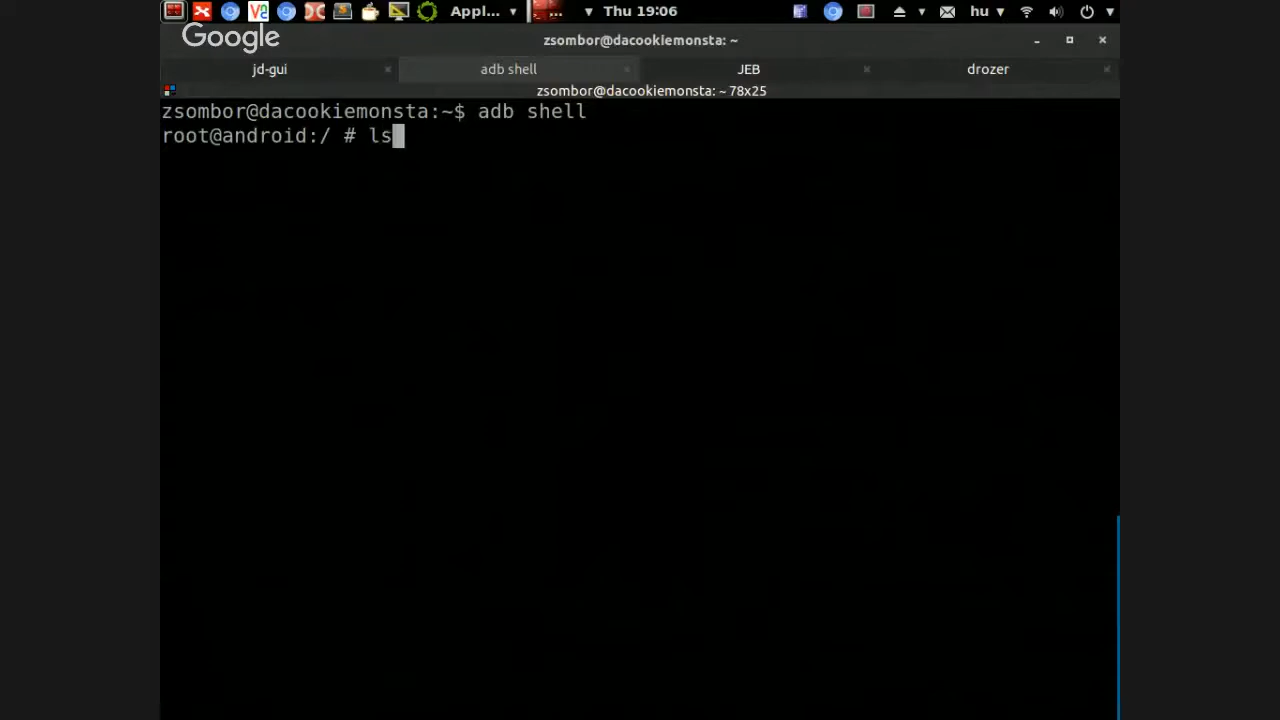 Appl... ... Thu 19:06 hu
Google
zsombor@dacookiemonsta: ~
jd-gui adb shell JEB drozer
zsombor@dacookiemonsta: ~ 78x25
zsombor@dacookiemonsta:~$ adb shell
root@android:/ # ls